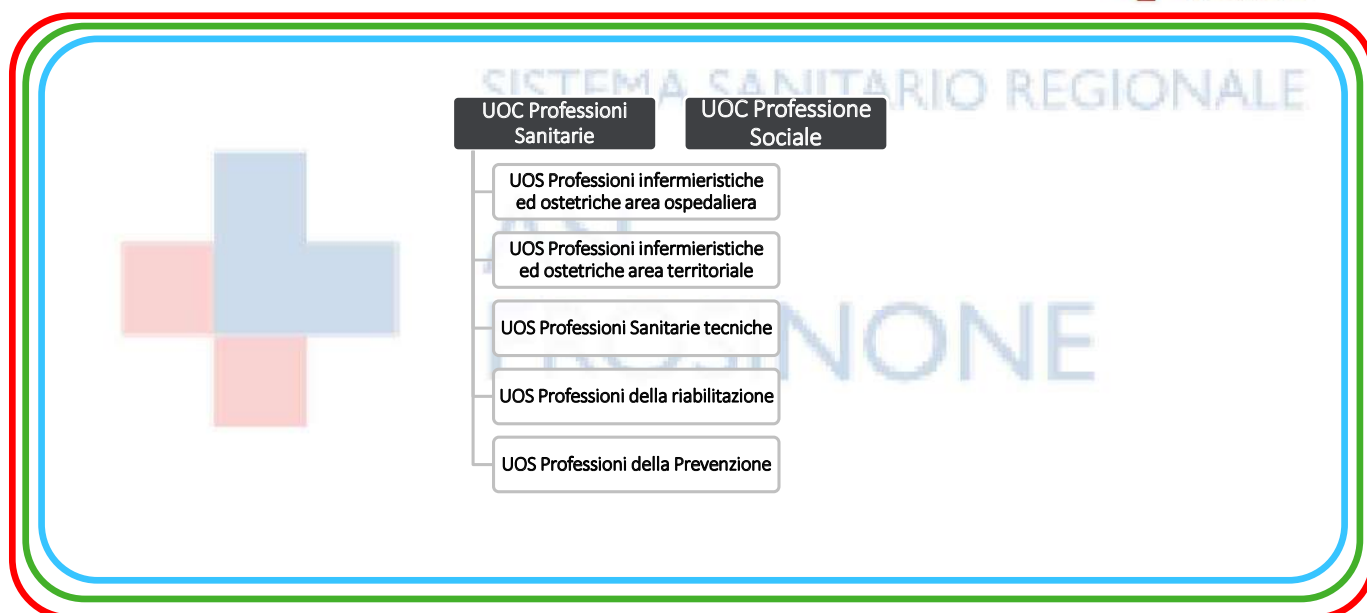 SISTEMA SANITARIO REGIONALE
UOC Professioni
Sanitarie
UOC Professione
Sociale
UOS Professioni infermieristiche
ed ostetriche area ospedaliera
UOS Professioni infermieristiche
ed ostetriche area territoriale
UOS Professioni Sanitarie tecniche
UOS Professioni della riabilitazione
UOS Professioni della Prevenzione
ASL
FROSINONE